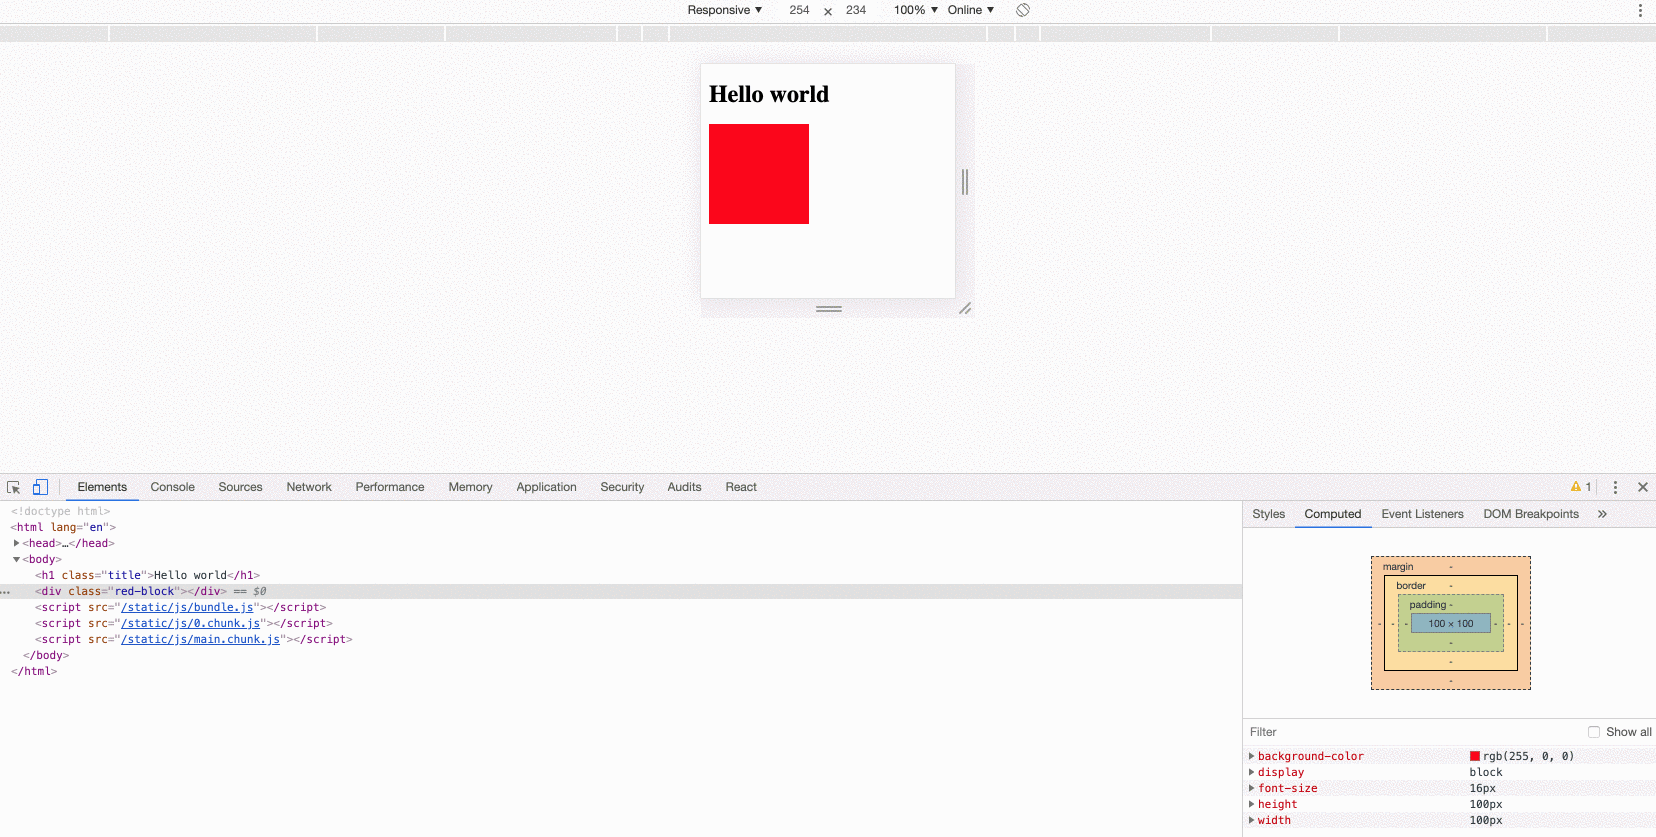 Responsive ▼ 254 × 234 100% ▼ Online ▼
Hello world
Elements Console Sources Network Performance Memory Application Security Audits React 1
<!doctype html>
<html lang="en">
<head>…</head>
<body>
<h1 class="title">Hello world</h1>
<div class="red-block"></div> == $0
<script src="/static/js/bundle.js"></script>
<script src="/static/js/0.chunk.js"></script>
<script src="/static/js/main.chunk.js"></script>
</body>
</html>
Styles Computed Event Listeners DOM Breakpoints »
margin -
border -
padding -
- - - 100 × 100 - - -
-
-
-
Filter Show all
background-color rgb(255, 0, 0)
display block
font-size 16px
height 100px
width 100px